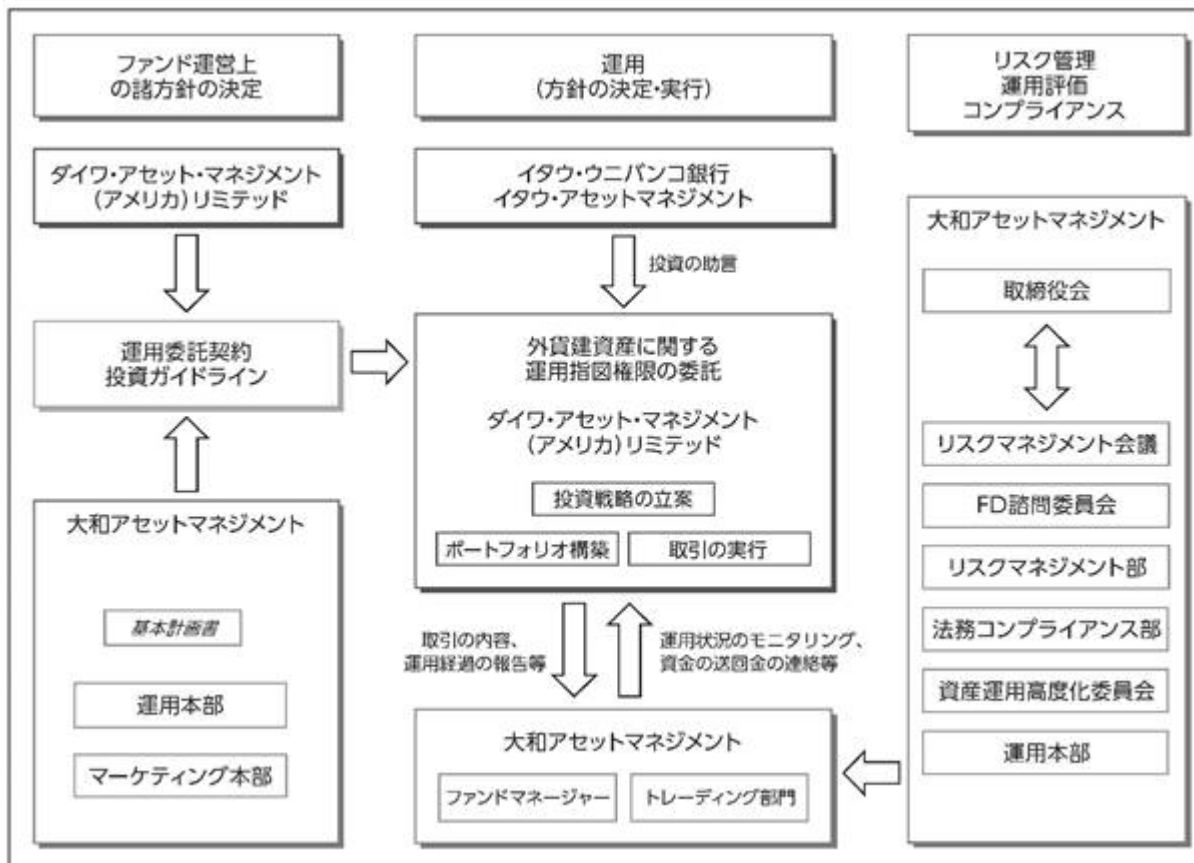 ファンド運営上
の諸方針の決定
運用
(方針の決定・実行)
リスク管理
運用評価
コンプライアンス
ダイワ・アセット・マネジメント
(アメリカ)リミテッド
イタウ・ウニバンコ銀行
イタウ・アセットマネジメント
投資の助言
運用委託契約
投資ガイドライン
外貨建資産に関する
運用指図権限の委託
ダイワ・アセット・マネジメント
(アメリカ)リミテッド
投資戦略の立案
ポートフォリオ構築
取引の実行
大和アセットマネジメント
基本計画書
運用本部
マーケティング本部
取引の内容、
運用経過の報告等
運用状況のモニタリング、
資金の送回金の連絡等
大和アセットマネジメント
ファンドマネージャー
トレーディング部門
大和アセットマネジメント
取締役会
リスクマネジメント会議
FD諮問委員会
リスクマネジメント部
法務コンプライアンス部
資産運用高度化委員会
運用本部